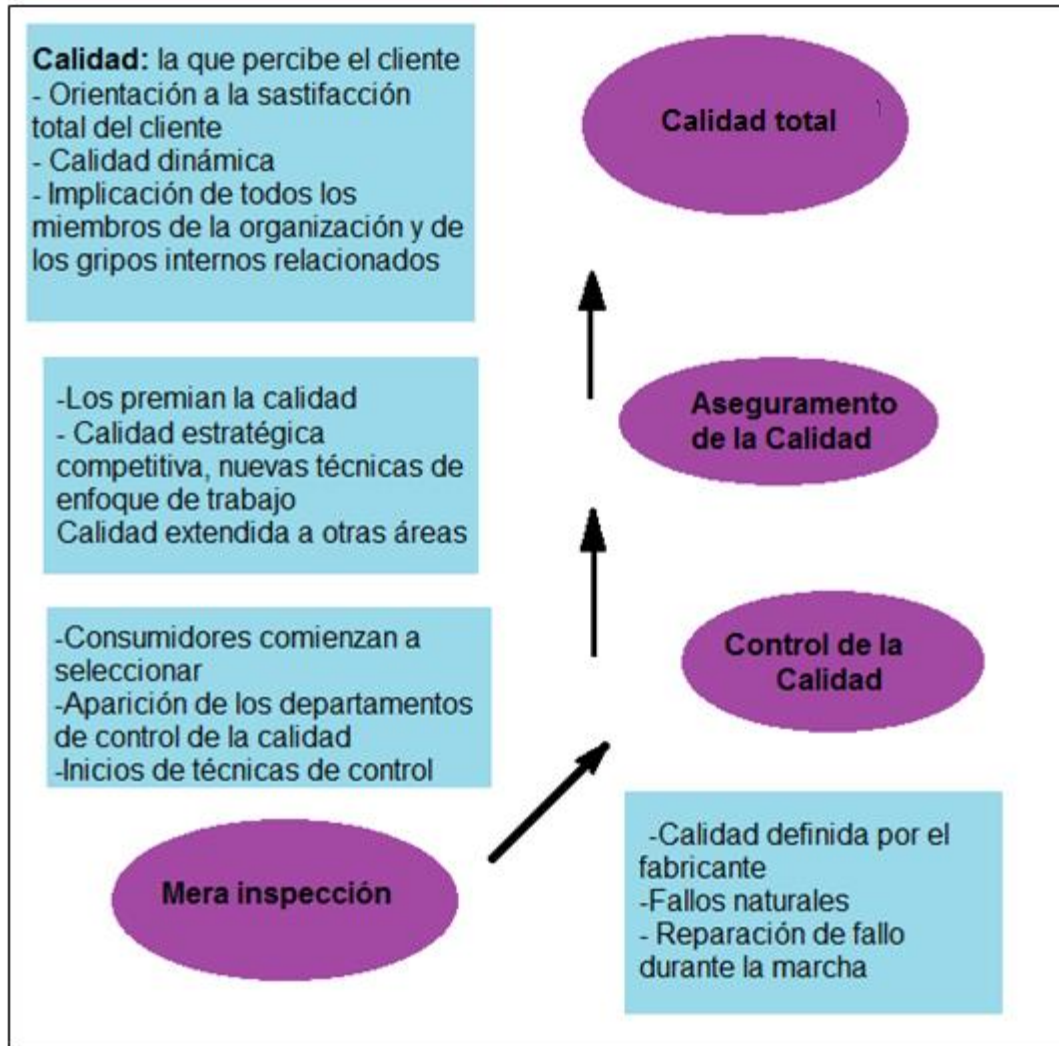 Calidad: la que percibe el cliente
- Orientación a la sastifacción
total del cliente
- Calidad dinámica
- Implicación de todos los
miembros de la organización y de
los gripos internos relacionados
Calidad total
-Los premian la calidad
- Calidad estratégica
competitiva, nuevas técnicas de
enfoque de trabajo
Calidad extendida a otras áreas
Aseguramento
de la Calidad
-Consumidores comienzan a
seleccionar
-Aparición de los departamentos
de control de la calidad
-Inicios de técnicas de control
Control de la
Calidad
Mera inspección
-Calidad definida por el
fabricante
-Fallos naturales
- Reparación de fallo
durante la marcha